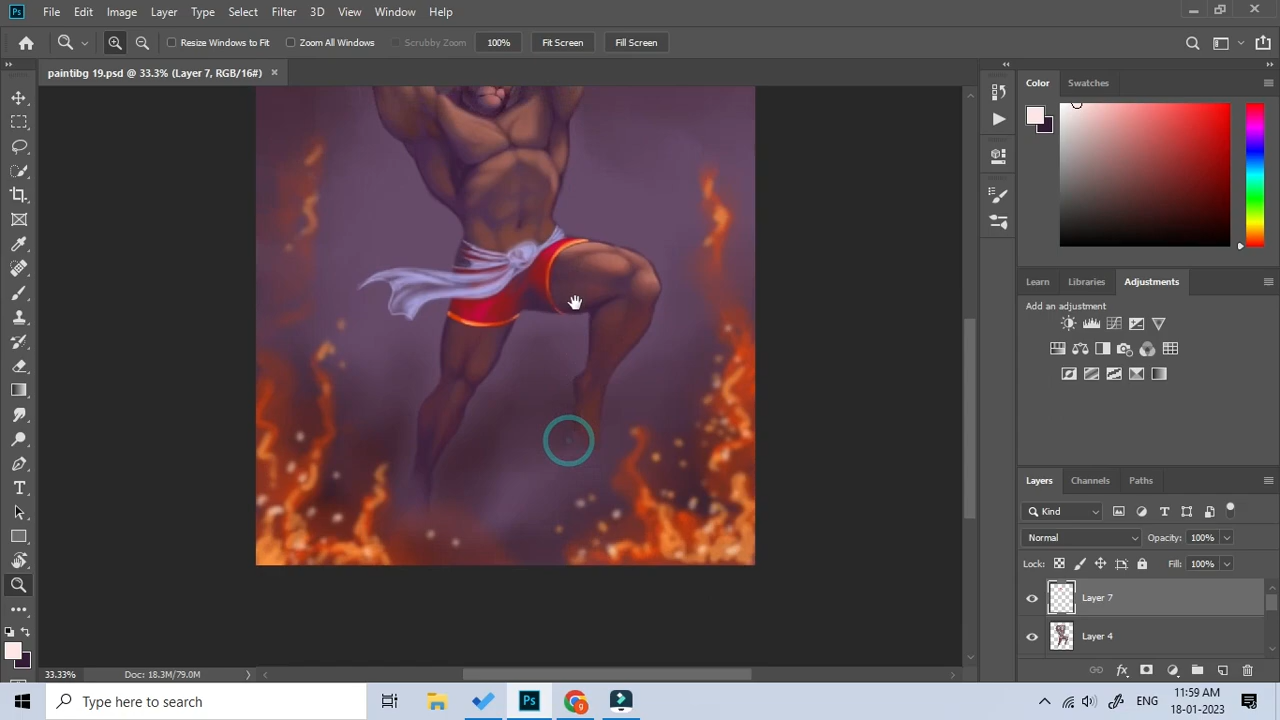 Ps File Edit Image Layer Type Select Filter 3D View Window Help
Resize Windows to Fit Zoom All Windows Scrubby Zoom 100% Fit Screen Fill Screen
paintibg 19.psd @ 33.3% (Layer 7, RGB/16#)
Color Swatches
Learn Libraries Adjustments
Add an adjustment
Layers Channels Paths
Kind
Normal Opacity: 100%
Lock: Fill: 100%
Layer 7
Layer 4
33.33% Doc: 18.3M/79.0M
Type here to search
Ps
ENG
11:59 AM
18-01-2023